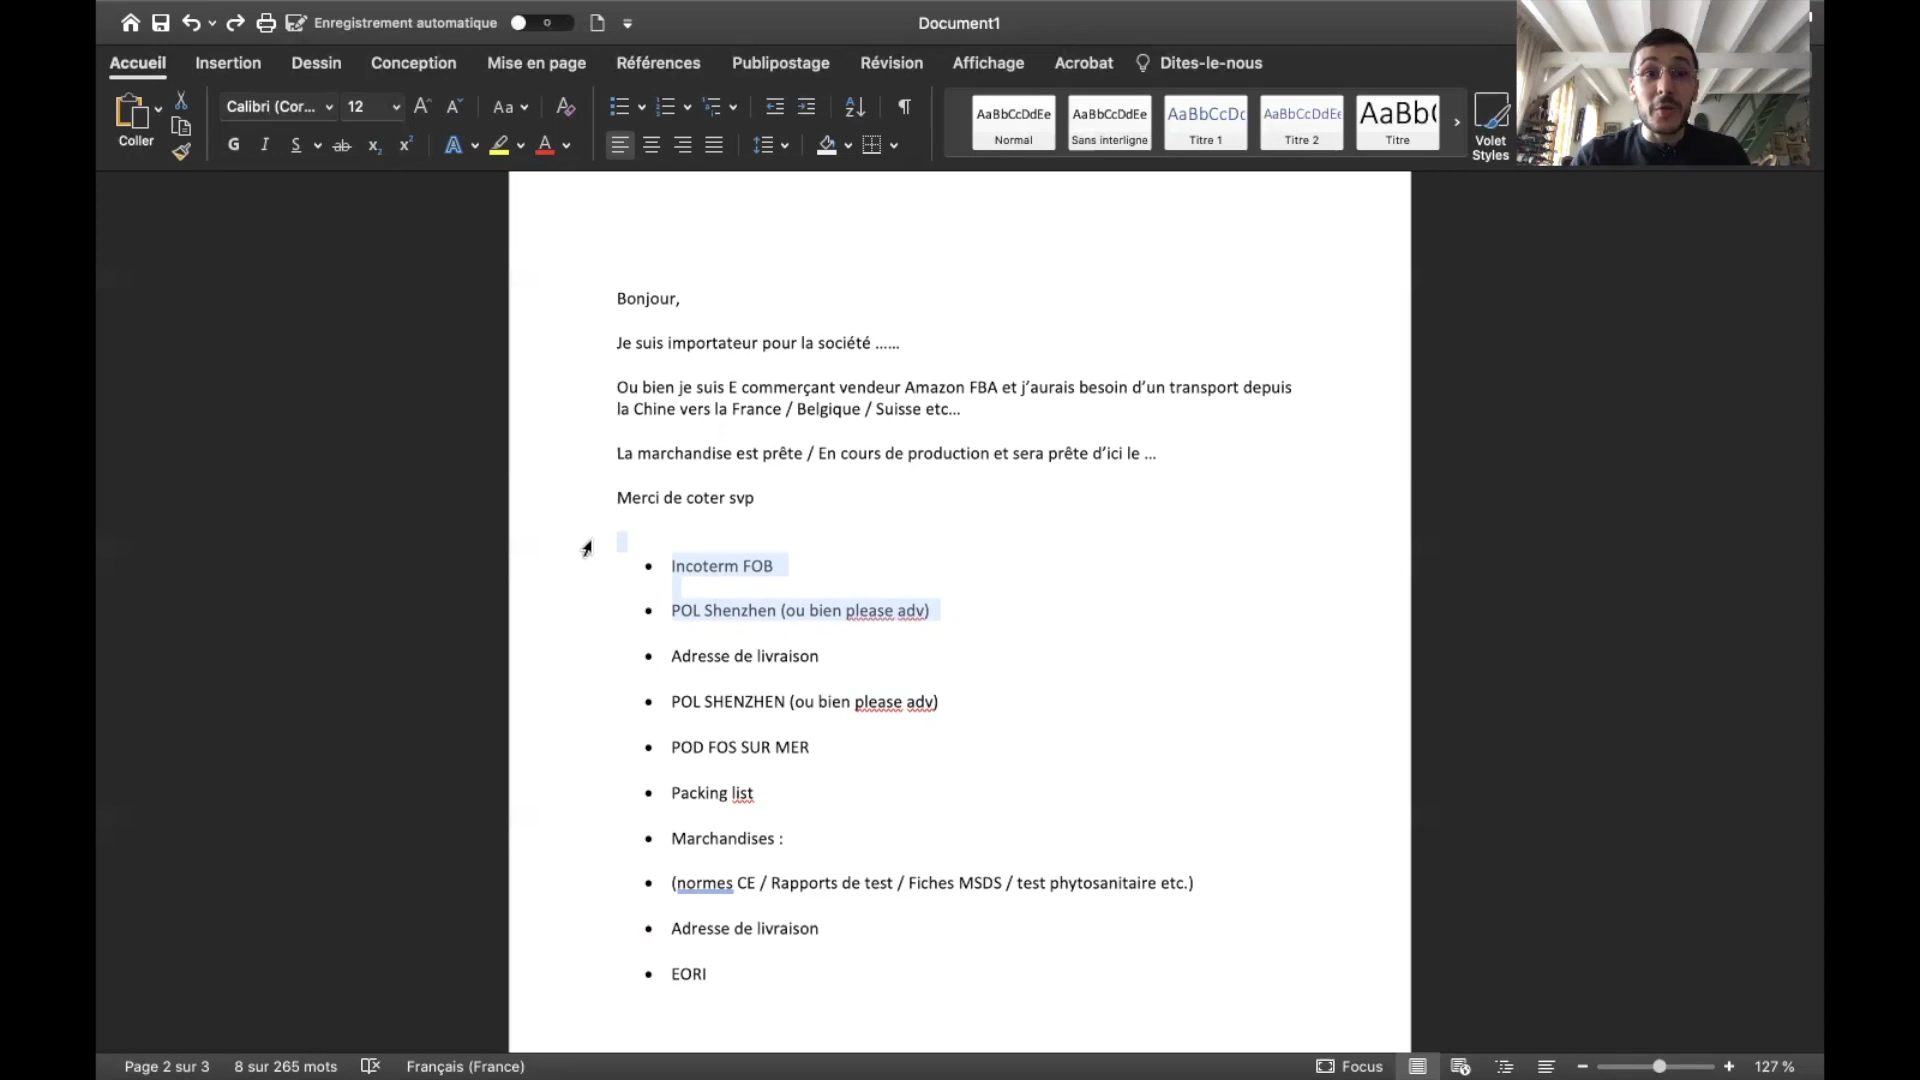 Enregistrement automatique
Document1
Accueil Insertion Dessin Conception Mise en page Références Publipostage Révision Affichage Acrobat Dites-le-nous
Coller
Calibri (Cor... 12
Aa
G I S ab x₂ x²
AaBbCcDdEe
Normal
AaBbCcDdEe
Sans interligne
AaBbCcDc
Titre 1
AaBbCcDdEe
Titre 2
AaBb(
Titre
Volet
Styles
Bonjour,
Je suis importateur pour la société ......
Ou bien je suis E commerçant vendeur Amazon FBA et j’aurais besoin d’un transport depuis
la Chine vers la France / Belgique / Suisse etc...
La marchandise est prête / En cours de production et sera prête d’ici le ...
Merci de coter svp
• Incoterm FOB
• POL Shenzhen (ou bien please adv)
• Adresse de livraison
• POL SHENZHEN (ou bien please adv)
• POD FOS SUR MER
• Packing list
• Marchandises :
• (normes CE / Rapports de test / Fiches MSDS / test phytosanitaire etc.)
• Adresse de livraison
• EORI
Page 2 sur 3 8 sur 265 mots Français (France) Focus 127 %